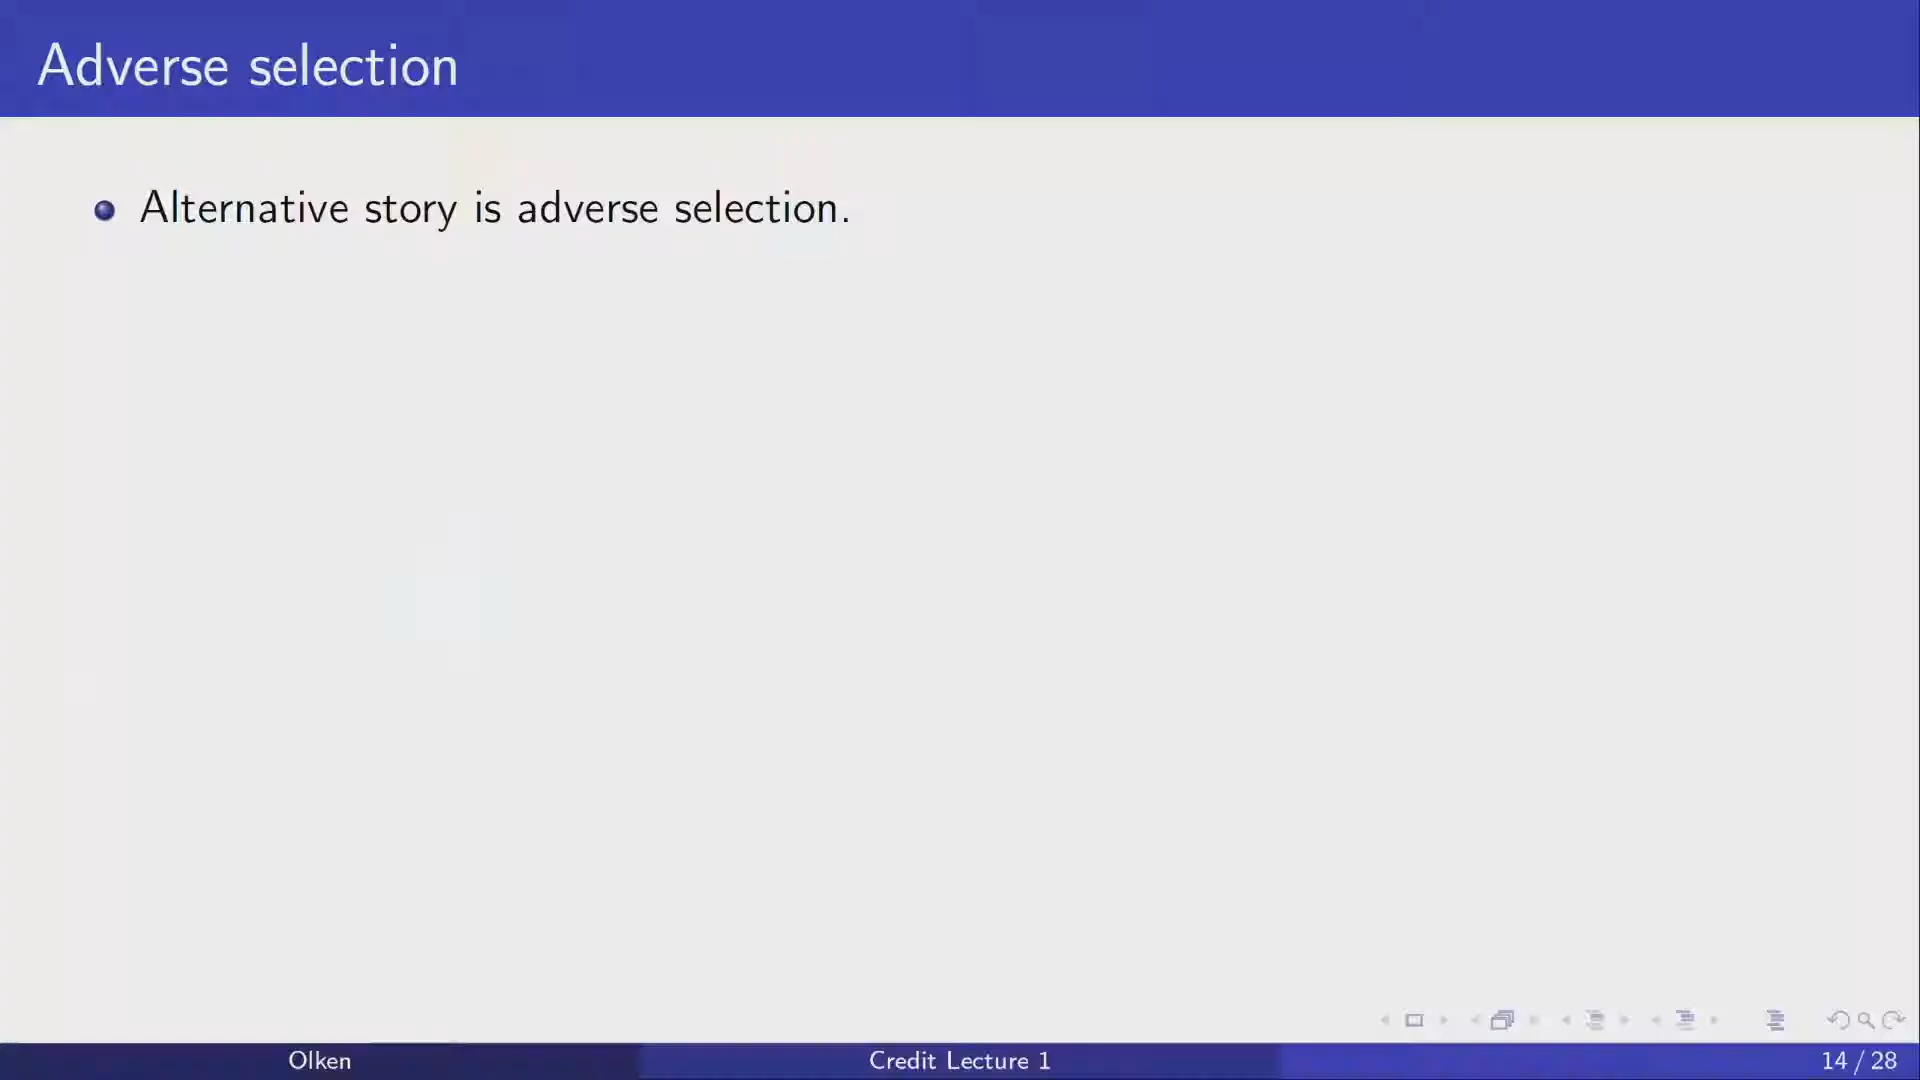 Adverse selection
Alternative story is adverse selection.
Olken
Credit Lecture 1
14 / 28